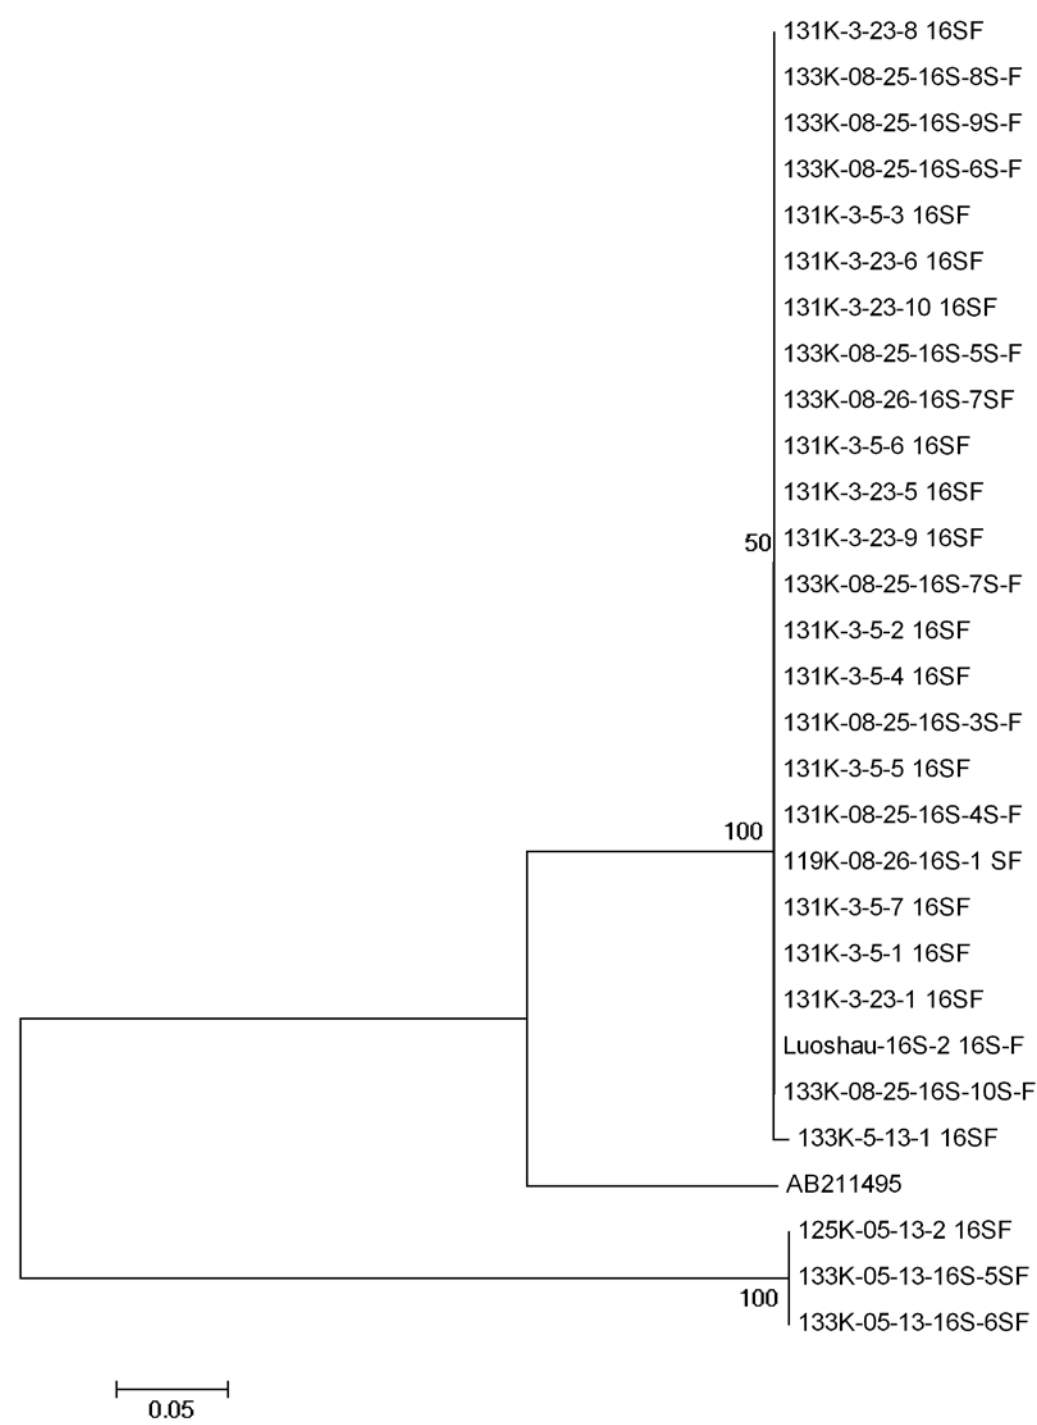 131K-3-23-8 16SF
133K-08-25-16S-8S-F
133K-08-25-16S-9S-F
133K-08-25-16S-6S-F
131K-3-5-3 16SF
131K-3-23-6 16SF
131K-3-23-10 16SF
133K-08-25-16S-5S-F
133K-08-26-16S-7SF
131K-3-5-6 16SF
131K-3-23-5 16SF
50 131K-3-23-9 16SF
133K-08-25-16S-7S-F
131K-3-5-2 16SF
131K-3-5-4 16SF
131K-08-25-16S-3S-F
131K-3-5-5 16SF
131K-08-25-16S-4S-F
100
119K-08-26-16S-1 SF
131K-3-5-7 16SF
131K-3-5-1 16SF
131K-3-23-1 16SF
Luoshau-16S-2 16S-F
133K-08-25-16S-10S-F
133K-5-13-1 16SF
AB211495
125K-05-13-2 16SF
133K-05-13-16S-5SF
100
133K-05-13-16S-6SF
0.05